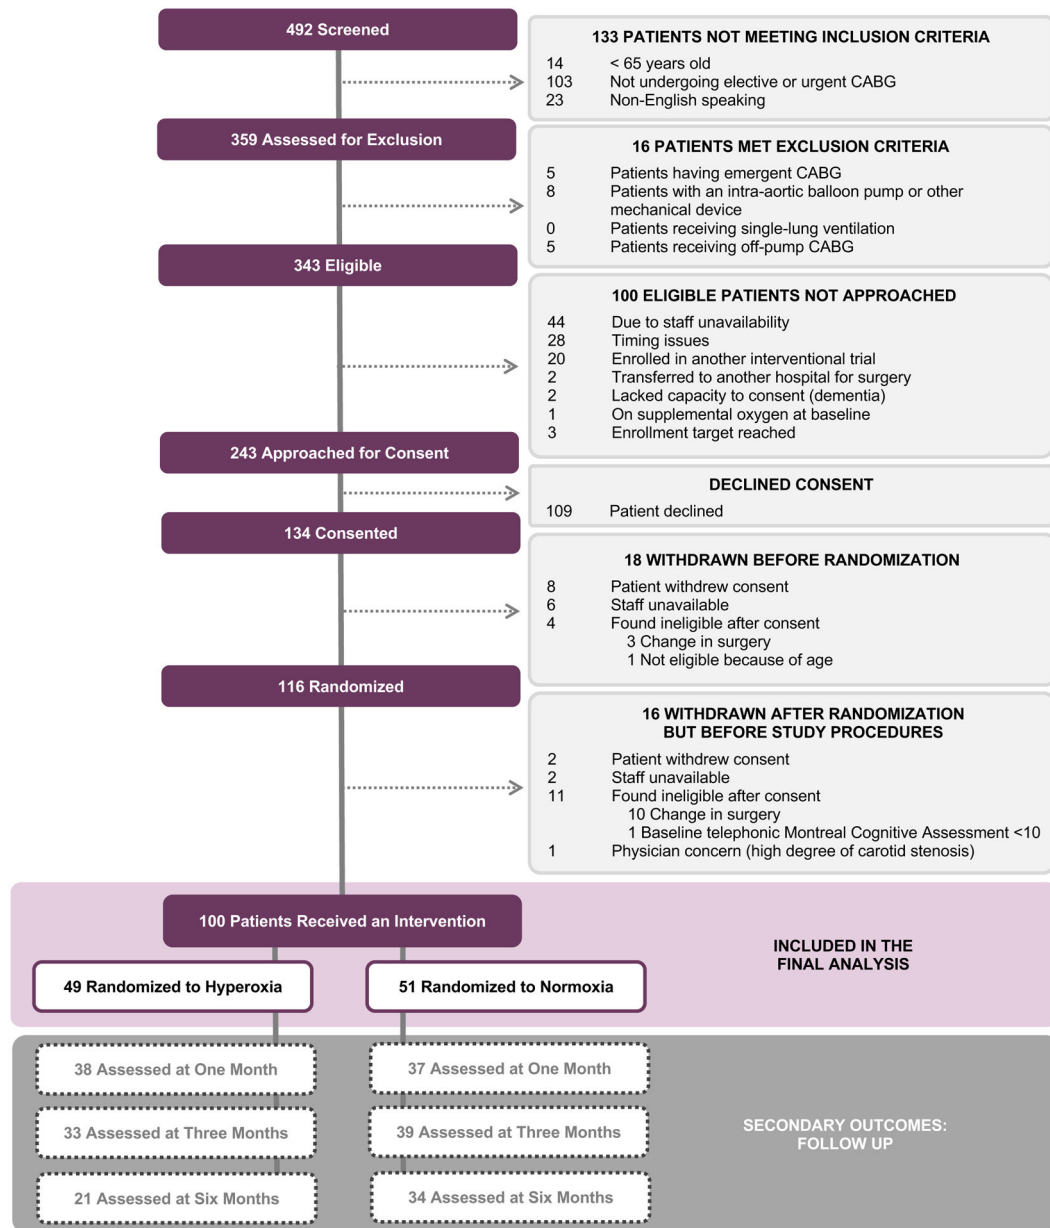 492 Screened
133 PATIENTS NOT MEETING INCLUSION CRITERIA
14 < 65 years old
103 Not undergoing elective or urgent CABG
23 Non-English speaking
359 Assessed for Exclusion
16 PATIENTS MET EXCLUSION CRITERIA
5 Patients having emergent CABG
8 Patients with an intra-aortic balloon pump or other
mechanical device
0 Patients receiving single-lung ventilation
5 Patients receiving off-pump CABG
343 Eligible
100 ELIGIBLE PATIENTS NOT APPROACHED
44 Due to staff unavailability
28 Timing issues
20 Enrolled in another interventional trial
2 Transferred to another hospital for surgery
2 Lacked capacity to consent (dementia)
1 On supplemental oxygen at baseline
3 Enrollment target reached
243 Approached for Consent
DECLINED CONSENT
109 Patient declined
134 Consented
18 WITHDRAWN BEFORE RANDOMIZATION
8 Patient withdrew consent
6 Staff unavailable
4 Found ineligible after consent
3 Change in surgery
1 Not eligible because of age
116 Randomized
16 WITHDRAWN AFTER RANDOMIZATION
BUT BEFORE STUDY PROCEDURES
2 Patient withdrew consent
2 Staff unavailable
11 Found ineligible after consent
10 Change in surgery
1 Baseline telephonic Montreal Cognitive Assessment <10
1 Physician concern (high degree of carotid stenosis)
100 Patients Received an Intervention
INCLUDED IN THE
FINAL ANALYSIS
49 Randomized to Hyperoxia
51 Randomized to Normoxia
38 Assessed at One Month
37 Assessed at One Month
33 Assessed at Three Months
39 Assessed at Three Months
SECONDARY OUTCOMES:
FOLLOW UP
21 Assessed at Six Months
34 Assessed at Six Months